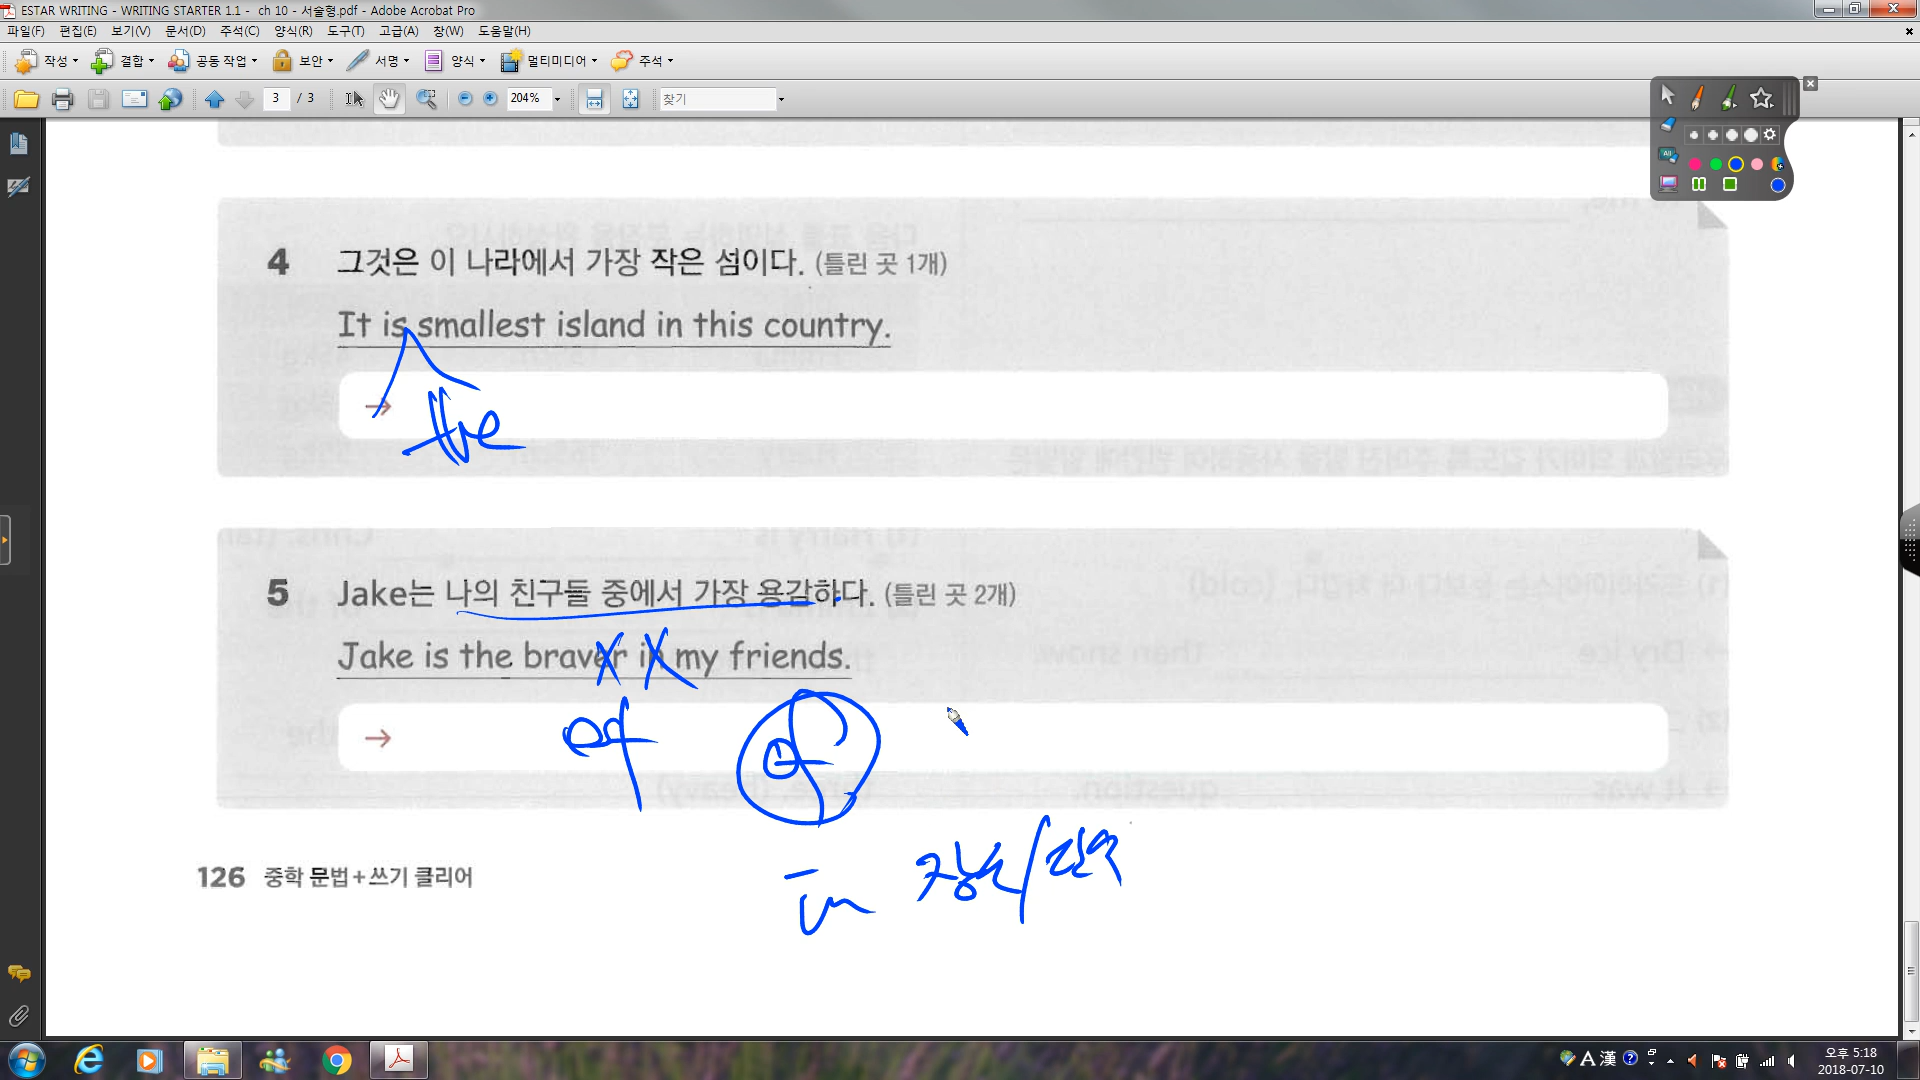 ESTAR WRITING - WRITING STARTER 1.1 - ch 10 - 서술형.pdf - Adobe Acrobat Pro
파일(F) 편집(E) 보기(V) 문서(D) 주석(C) 양식(R) 도구(T) 고급(A) 창(W) 도움말(H)
작성 결합 공동 작업 보안 서명 양식 멀티미디어 주석
3 / 3 204% 찾기
4 그것은 이 나라에서 가장 작은 섬이다. (틀린 곳 1개)
It is smallest island in this country.
→
the
5 Jake는 나의 친구들 중에서 가장 용감하다. (틀린 곳 2개)
Jake is the braver in my friends.
x x
→
of of
in 장소/
126 중학 문법+쓰기 클리어
A 漢
오후 5:18
2018-07-10